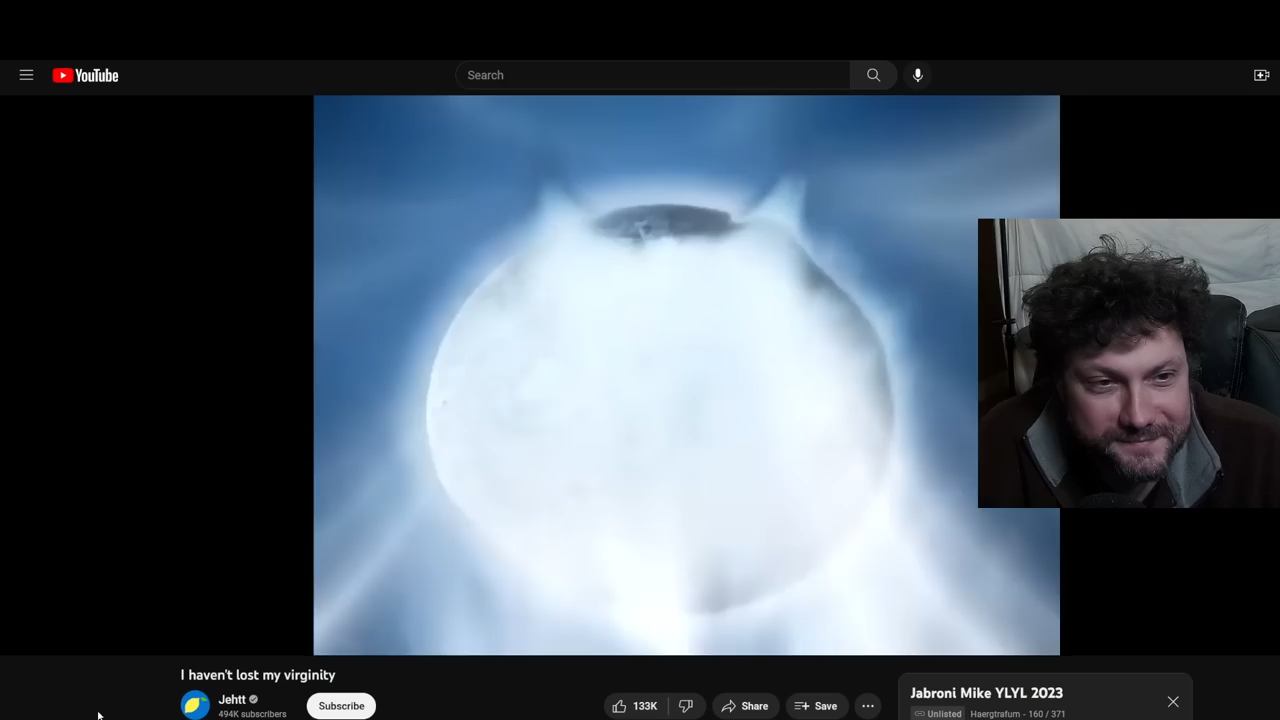 YouTube
Search
I haven't lost my virginity
Jehtt
494K subscribers
Subscribe
133K
Share
Save
Jabroni Mike YLYL 2023
Unlisted
Haergtrafum - 160 / 371